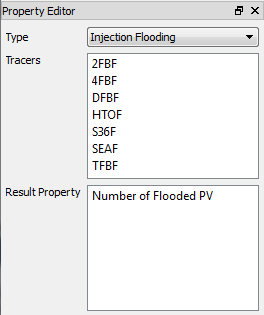 Property Editor
Type
Injection Flooding
Tracers
2FBF
4FBF
DFBF
HTOF
S36F
SEAF
TFBF
Result Property
Number of Flooded PV